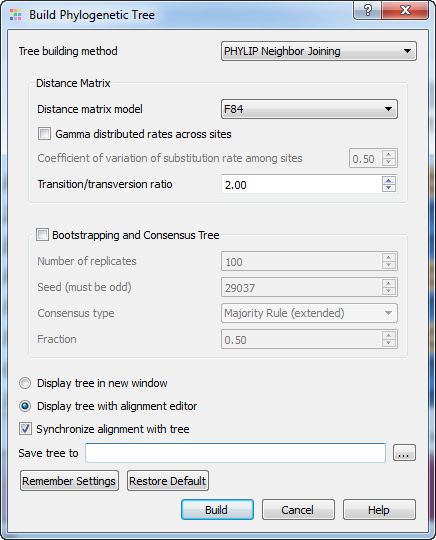 Build Phylogenetic Tree
Tree building method PHYLIP Neighbor Joining
Distance Matrix
Distance matrix model F84
Gamma distributed rates across sites
Coefficient of variation of substitution rate among sites 0.50
Transition/transversion ratio 2.00
Bootstrapping and Consensus Tree
Number of replicates 100
Seed (must be odd) 29037
Consensus type Majority Rule (extended)
Fraction 0.50
Display tree in new window
Display tree with alignment editor
Synchronize alignment with tree
Save tree to ...
Remember Settings Restore Default
Build Cancel Help